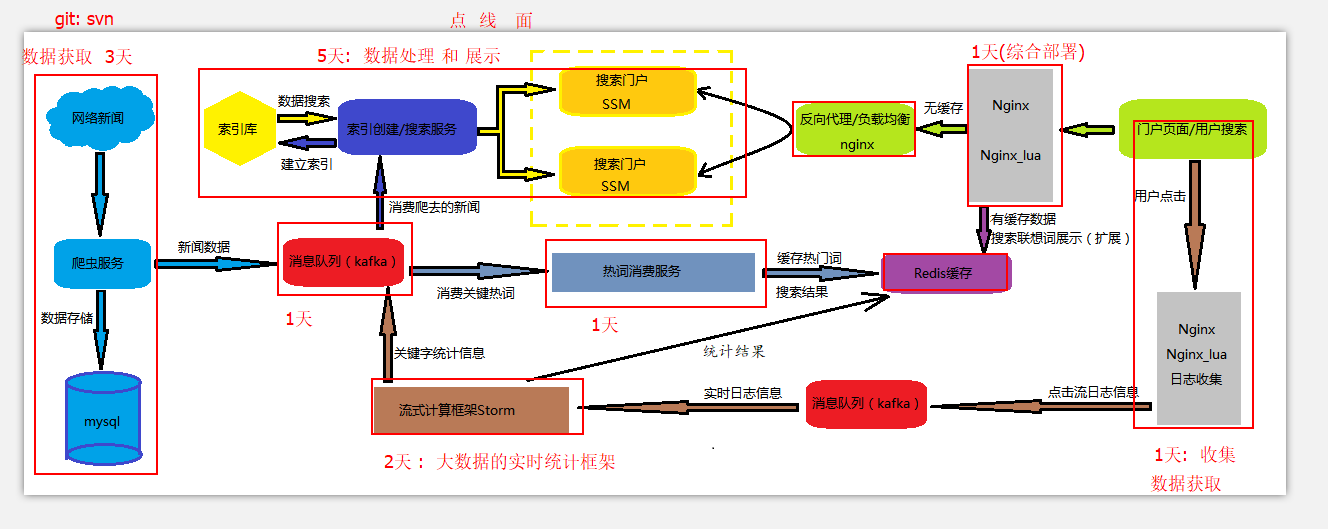 git: svn
点 线 面
数据获取 3天
5天: 数据处理 和 展示
1天(综合部署)
网络新闻
索引库
数据搜索
建立索引
索引创建/搜索服务
搜索门户
SSM
搜索门户
SSM
反向代理/负载均衡
nginx
无缓存
Nginx
Nginx_lua
门户页面/用户搜索
用户点击
消费爬去的新闻
有缓存数据
搜索联想词展示（扩展）
爬虫服务
新闻数据
消息队列（kafka）
消费关键热词
热词消费服务
缓存热门词
搜索结果
Redis缓存
1天
1天
数据存储
关键字统计信息
统计结果
Nginx
Nginx_lua
日志收集
mysql
流式计算框架Storm
实时日志信息
消息队列（kafka）
点击流日志信息
2天 : 大数据的实时统计框架
1天: 收集
数据获取